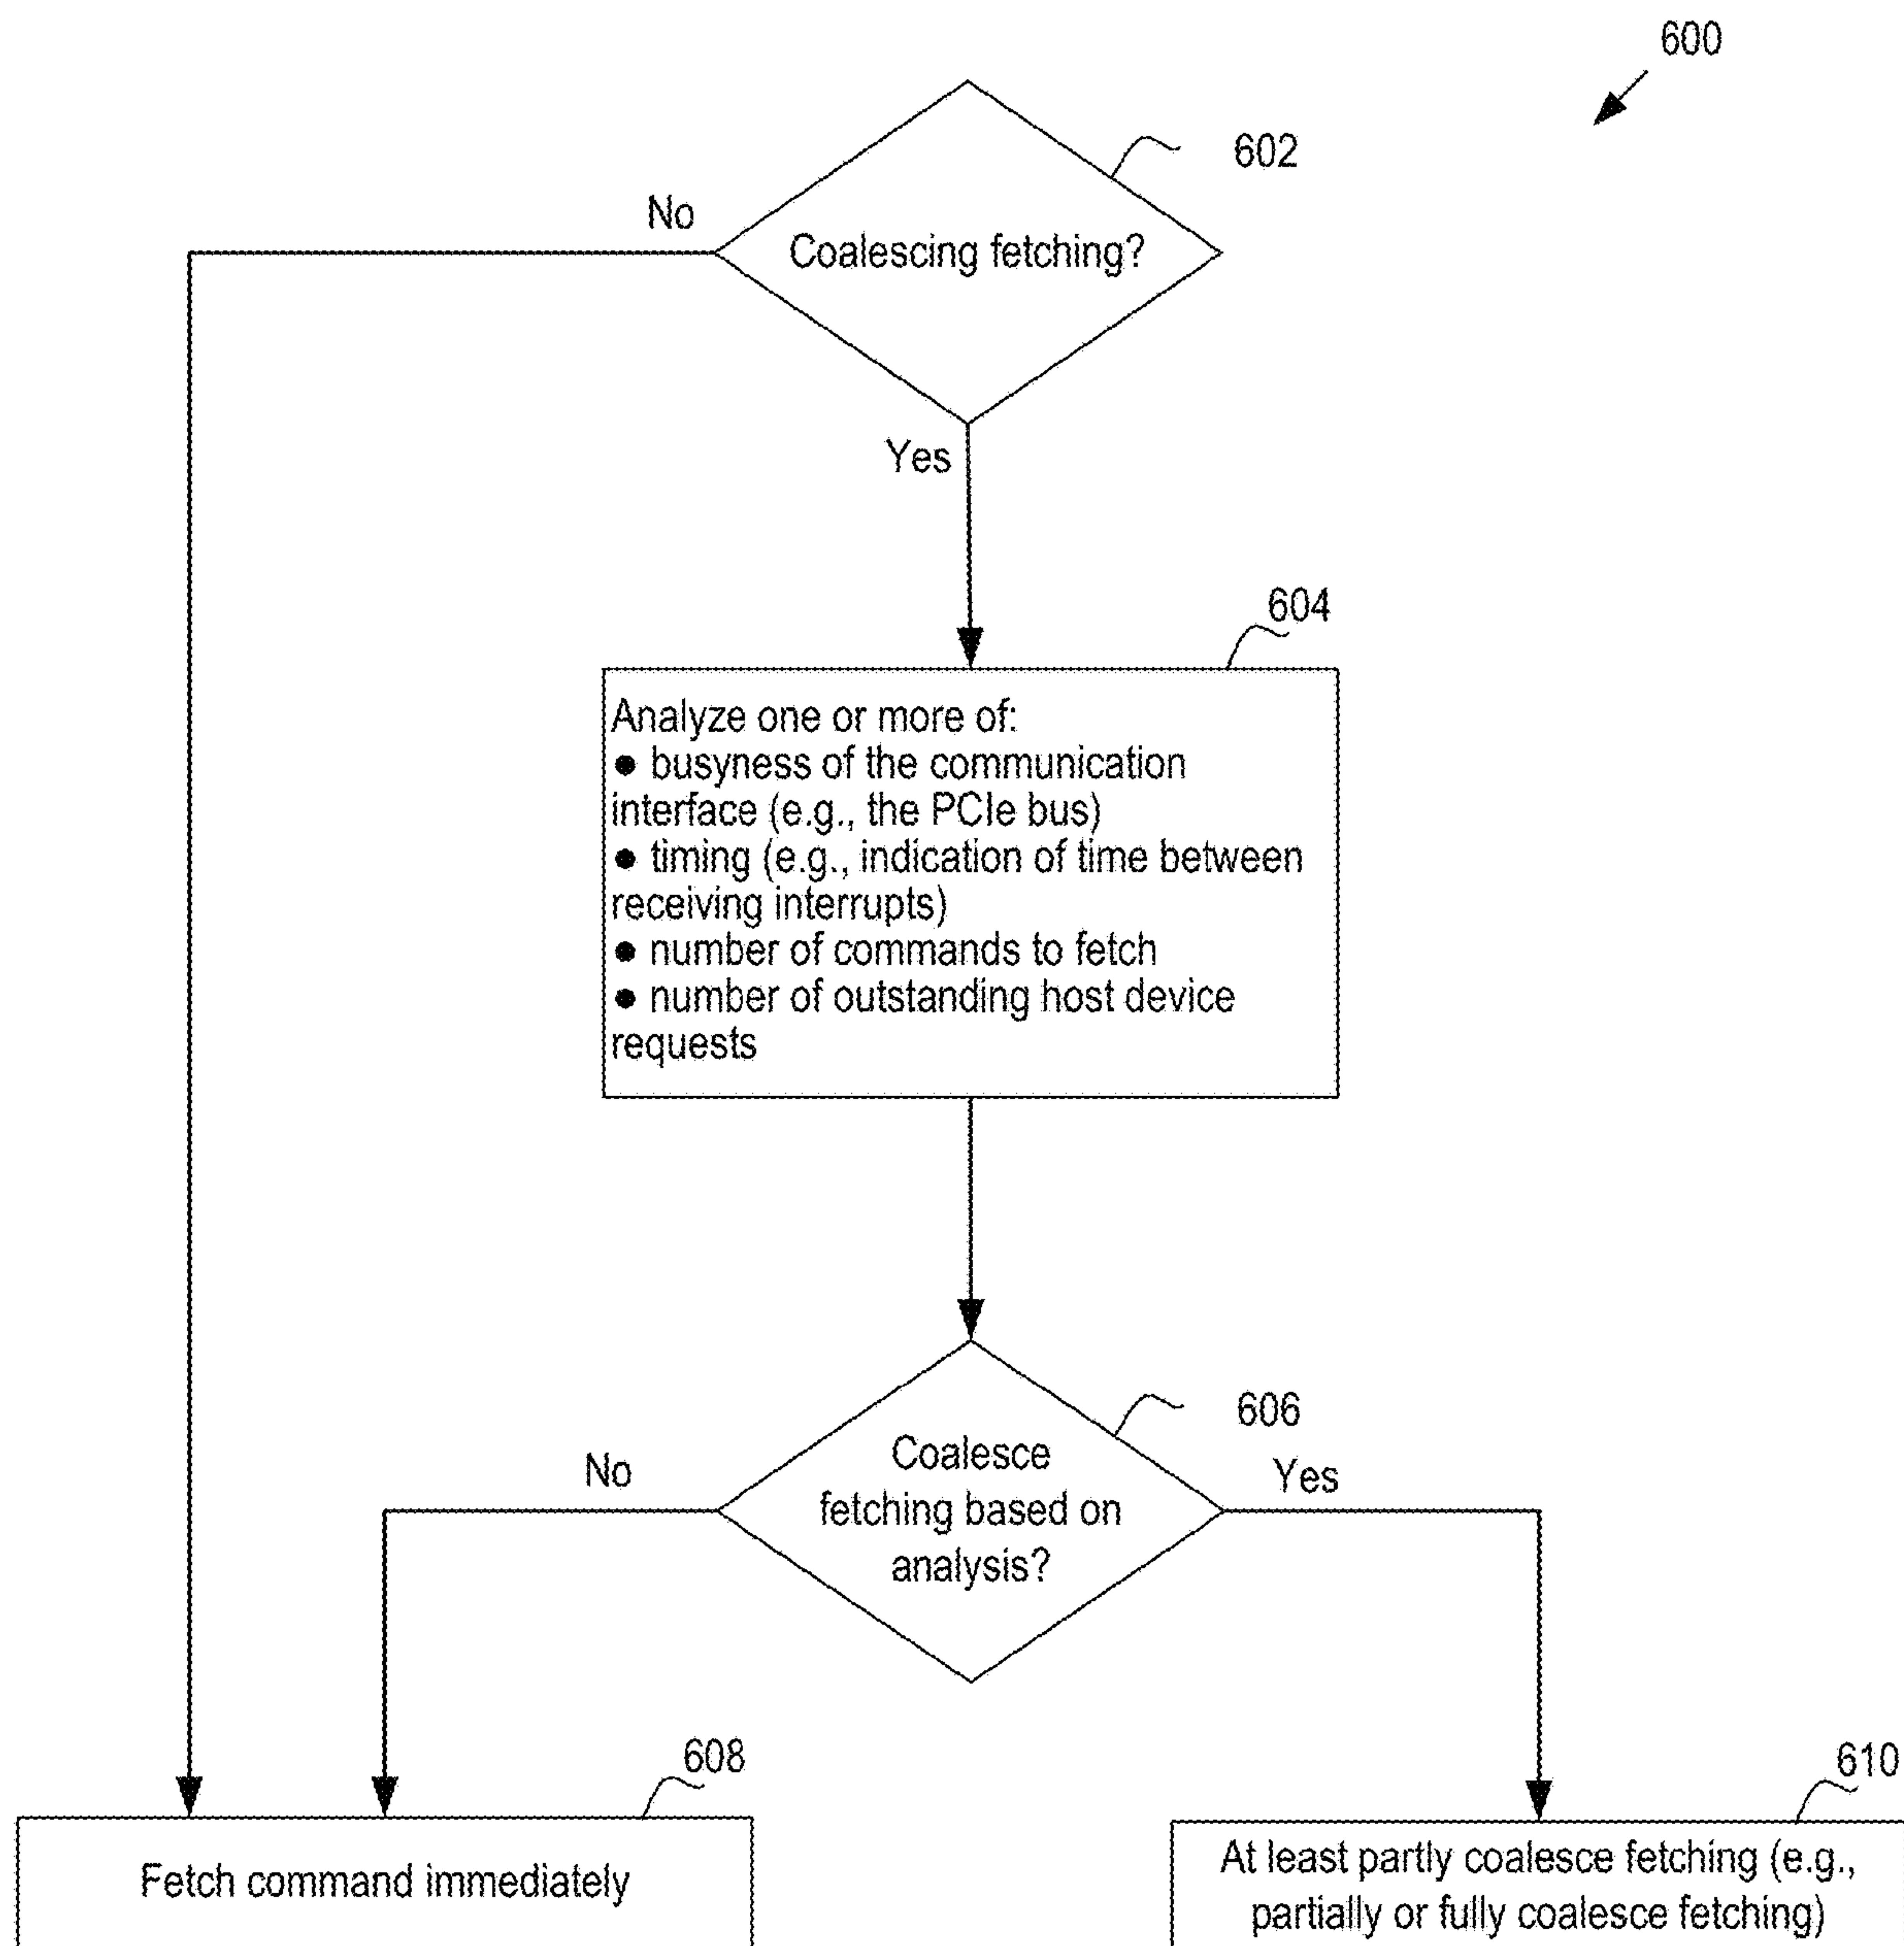 600
602
No
Coalescing fetching?
Yes
604
Analyze one or more of:
● busyness of the communication
interface (e.g., the PCIe bus)
● timing (e.g., indication of time between
receiving interrupts)
● number of commands to fetch
● number of outstanding host device
requests
606
No
Coalesce
fetching based on
analysis?
Yes
608
Fetch command immediately
610
At least partly coalesce fetching (e.g.,
partially or fully coalesce fetching)